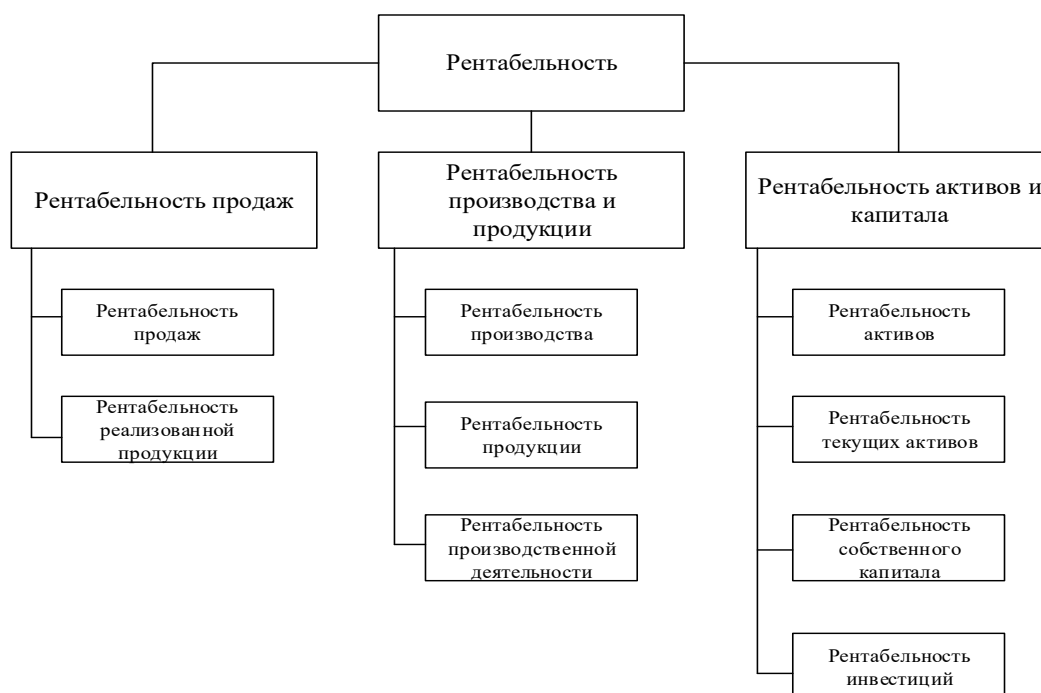 Рентабельность
Рентабельность продаж
Рентабельность
производства и
продукции
Рентабельность активов и
капитала
Рентабельность
продаж
Рентабельность
реализованной
продукции
Рентабельность
производства
Рентабельность
продукции
Рентабельность
производственной
деятельности
Рентабельность
активов
Рентабельность
текущих активов
Рентабельность
собственного
капитала
Рентабельность
инвестиций